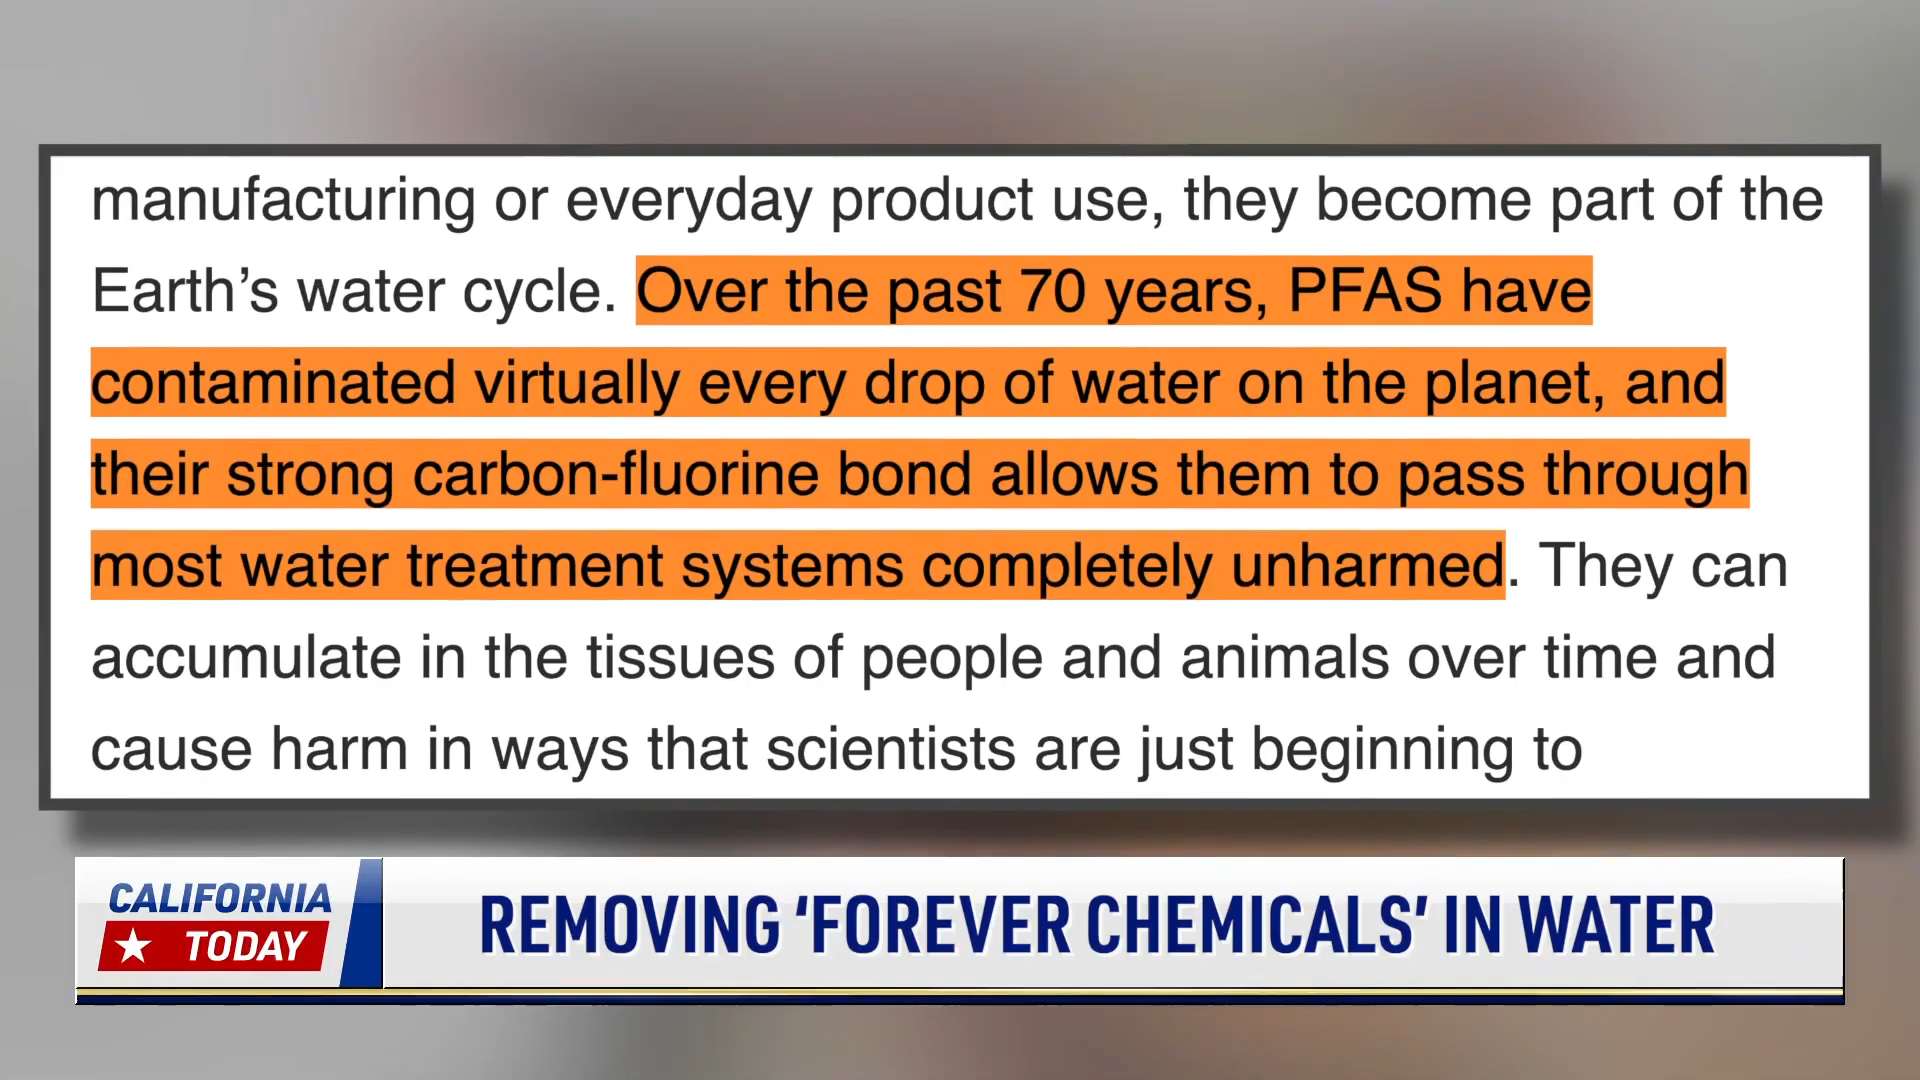 manufacturing or everyday product use, they become part of the
Earth’s water cycle. Over the past 70 years, PFAS have
contaminated virtually every drop of water on the planet, and
their strong carbon-fluorine bond allows them to pass through
most water treatment systems completely unharmed. They can
accumulate in the tissues of people and animals over time and
cause harm in ways that scientists are just beginning to
CALIFORNIA
TODAY
REMOVING ‘FOREVER CHEMICALS’ IN WATER